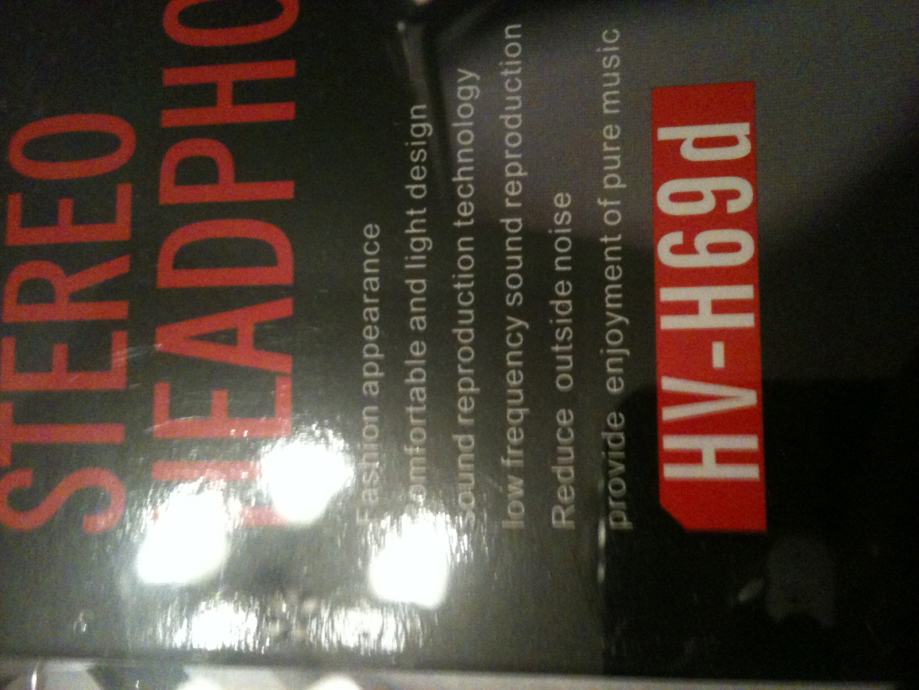 STEREO
HEADPHO
Fashion appearance
comfortable and light design
sound reproduction technology
low frequency sound reproduction
Reduce outside noise
provide enjoyment of pure music
HV-H69d